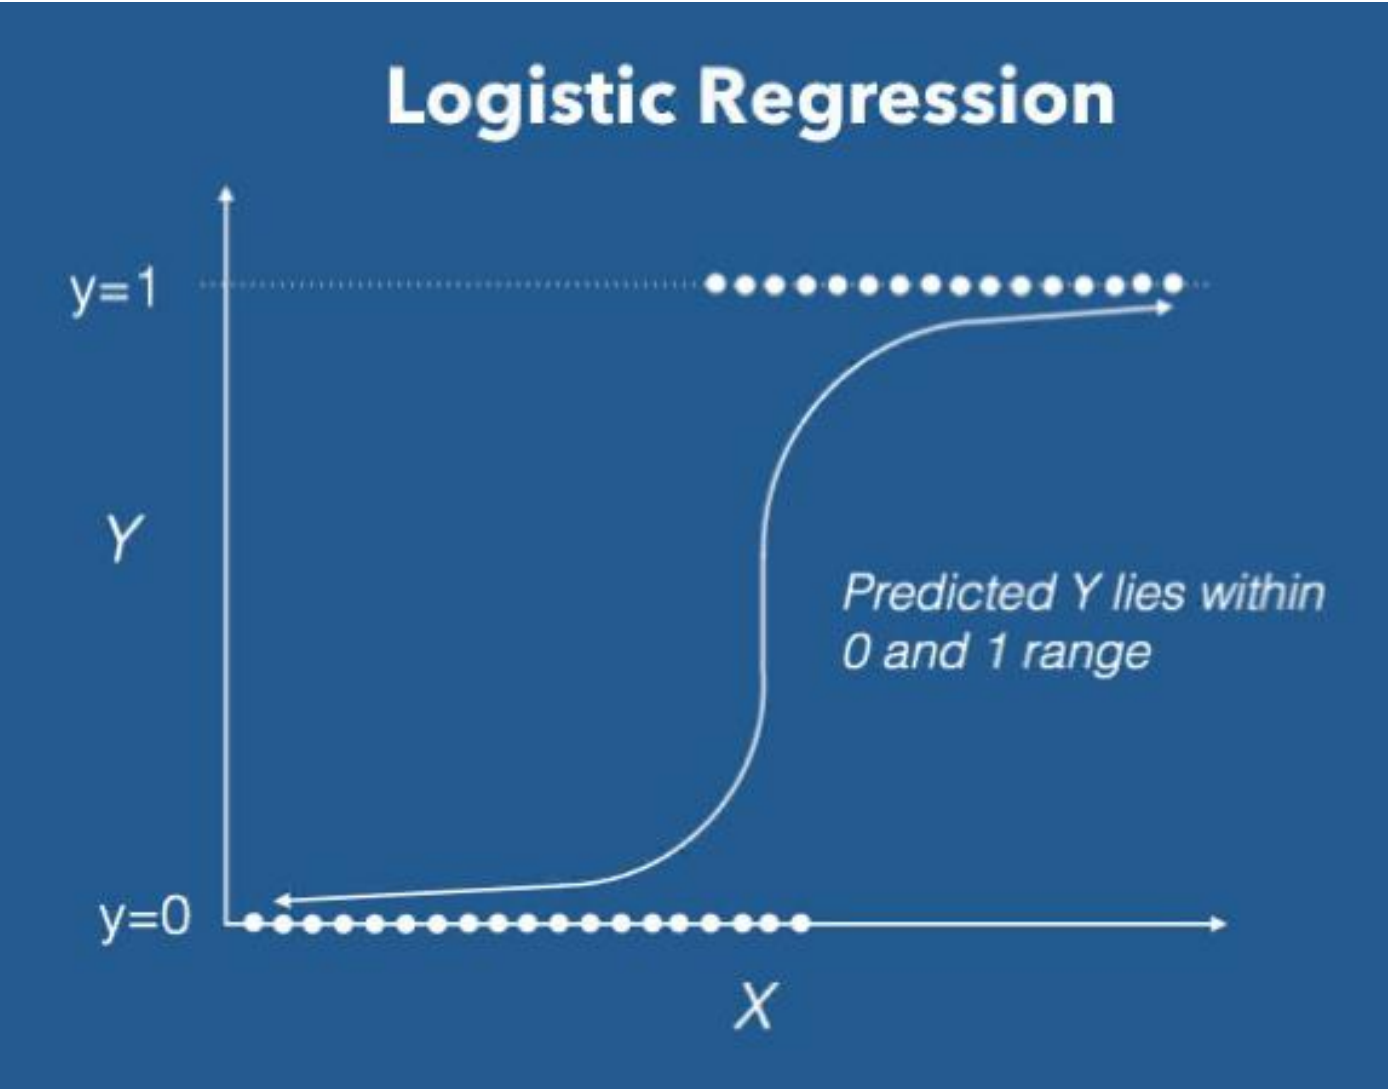 Logistic Regression
y=1
Y
Predicted Y lies within
0 and 1 range
y=0
X